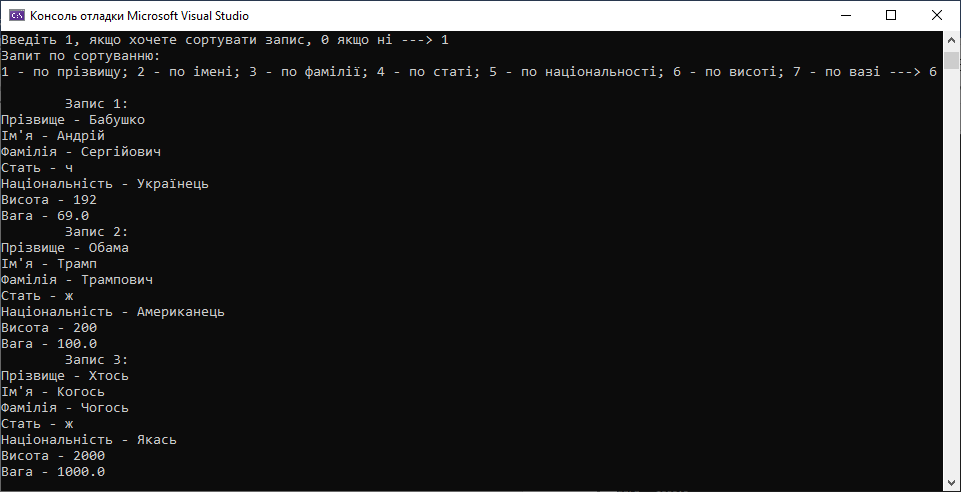 Консоль отладки Microsoft Visual Studio
Введіть 1, якщо хочете сортувати запис, 0 якщо ні ---> 1
Запит по сортуванню:
1 - по прізвищу; 2 - по імені; 3 - по фамілії; 4 - по статі; 5 - по національності; 6 - по висоті; 7 - по вазі ---> 6
Запис 1:
Прізвище - Бабушко
Ім'я - Андрій
Фамілія - Сергійович
Стать - ч
Національність - Українець
Висота - 192
Вага - 69.0
Запис 2:
Прізвище - Обама
Ім'я - Трамп
Фамілія - Трампович
Стать - ж
Національність - Американець
Висота - 200
Вага - 100.0
Запис 3:
Прізвище - Хтось
Ім'я - Когось
Фамілія - Чогось
Стать - ж
Національність - Якась
Висота - 2000
Вага - 1000.0